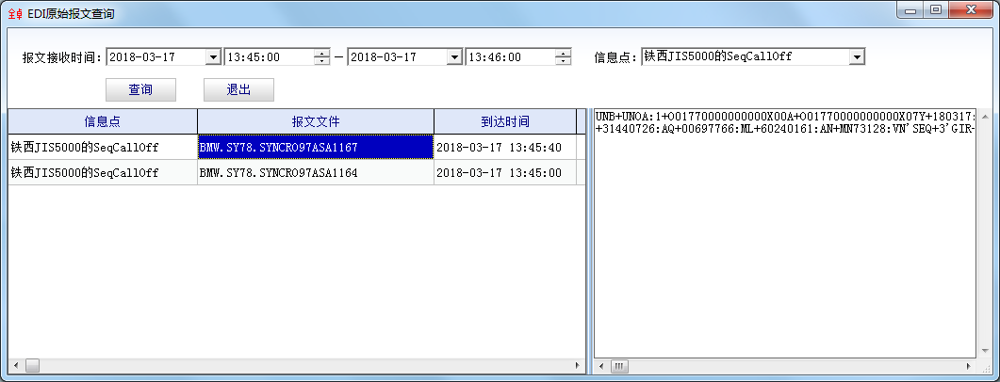 EDI原始报文查询
报文接收时间: 2018-03-17 13:45:00 — 2018-03-17 13:46:00 信息点: 铁西JIS5000的SeqCallOff
查询 退出
信息点 报文文件 到达时间
铁西JIS5000的SeqCallOff BMW.SY78.SYNCRO97ASA1167 2018-03-17 13:45:40
铁西JIS5000的SeqCallOff BMW.SY78.SYNCRO97ASA1164 2018-03-17 13:45:00
UNB+UNOA:1+O01770000000000X00A+O01770000000000X07Y+180317:
+31440726:AQ+00697766:ML+60240161:AN+MN73128:VN'SEQ+3'GIR-